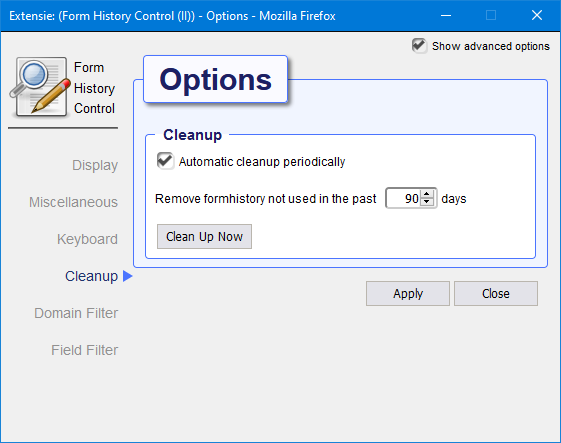 Extensie: (Form History Control (II)) - Options - Mozilla Firefox
Show advanced options
Form
History
Control
Options
Display
Miscellaneous
Keyboard
Cleanup
Domain Filter
Field Filter
Cleanup
Automatic cleanup periodically
Remove formhistory not used in the past 90 days
Clean Up Now
Apply Close